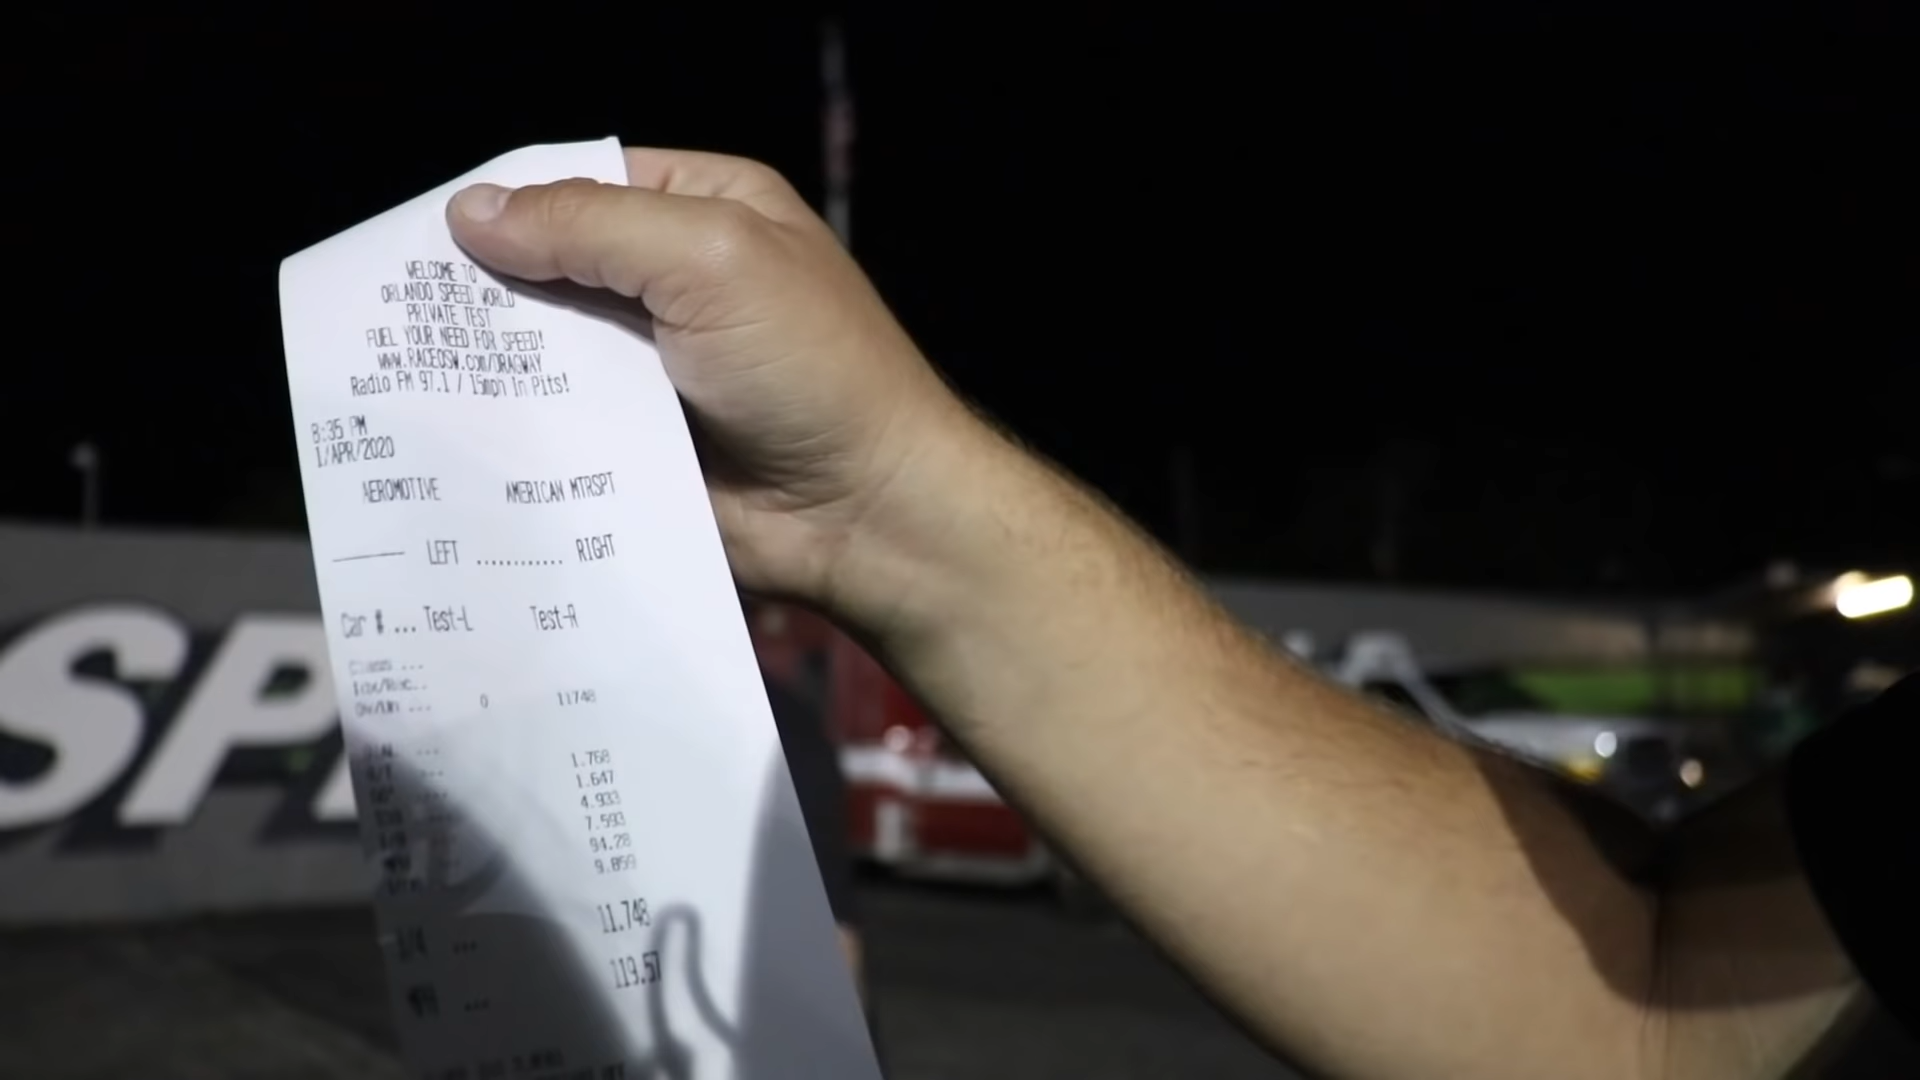 WELCOME TO
ORLANDO SPEED WORLD
PRIVATE TEST
FUEL YOUR NEED FOR SPEED!
www.RACEOSW.com/DRAGWAY
Radio FM 97.1 / 15mph In Pits!
8:35 PM
1/APR/2020
AEROMOTIVE AMERICAN MTRSPT
LEFT ............ RIGHT
Car # ... Test-L Test-R
0 11748
1.768
1.647
4.933
7.593
94.28
9.859
1/4 ... 11.748
MPH ... 119.57
SP